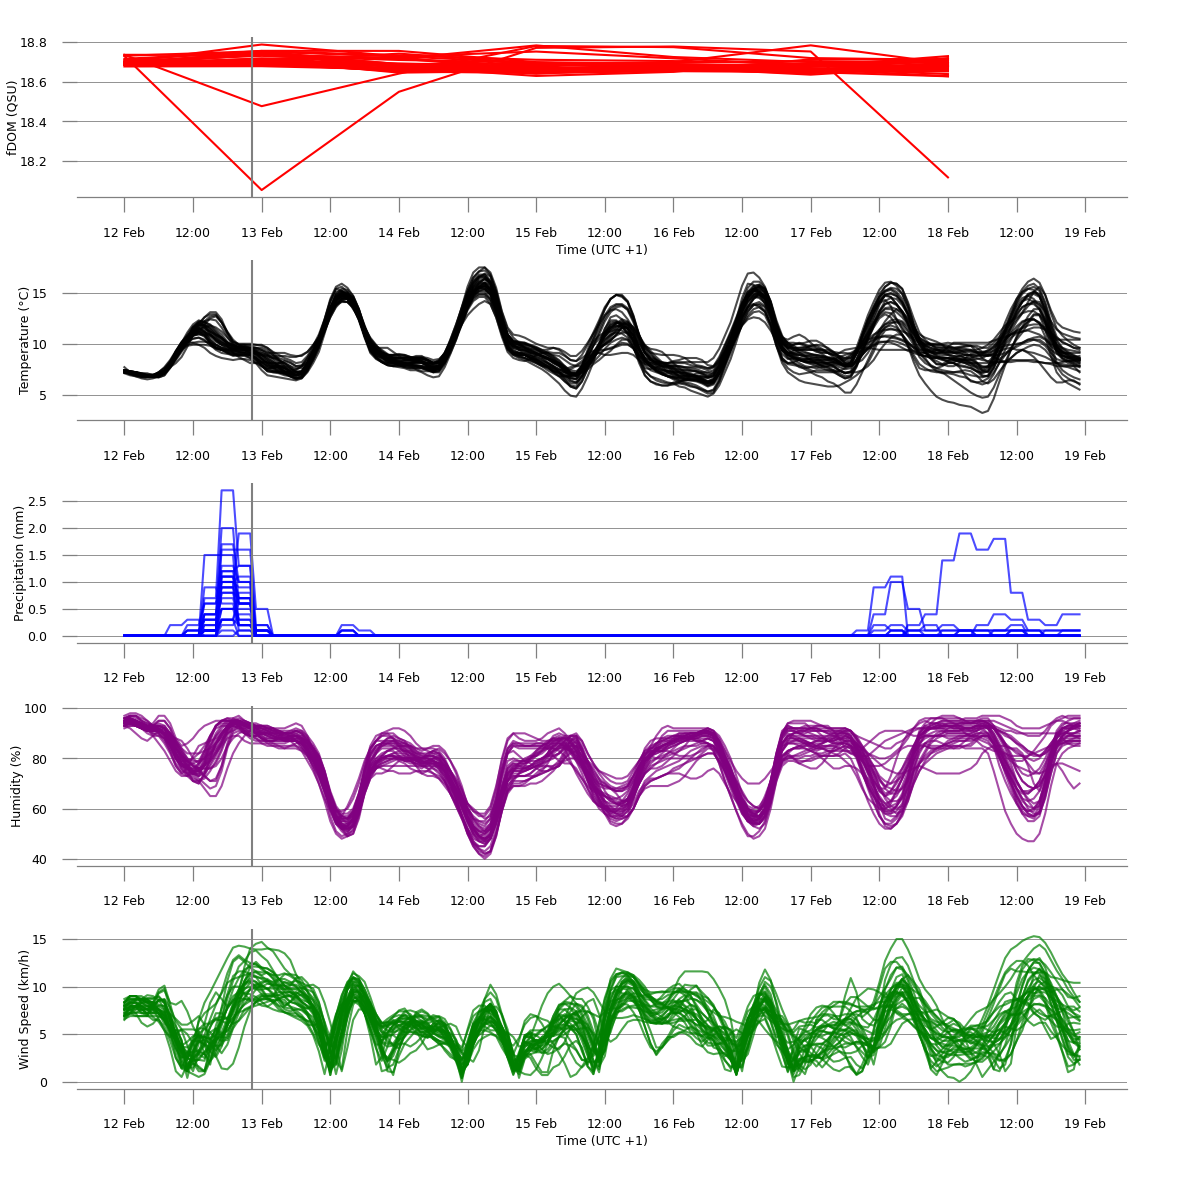 18.8
18.6
18.4
18.2
fDOM (QSU)
12 Feb 12:00 13 Feb 12:00 14 Feb 12:00 15 Feb 12:00 16 Feb 12:00 17 Feb 12:00 18 Feb 12:00 19 Feb
Time (UTC +1)
15
10
5
Temperature (°C)
12 Feb 12:00 13 Feb 12:00 14 Feb 12:00 15 Feb 12:00 16 Feb 12:00 17 Feb 12:00 18 Feb 12:00 19 Feb
2.5
2.0
1.5
1.0
0.5
0.0
Precipitation (mm)
12 Feb 12:00 13 Feb 12:00 14 Feb 12:00 15 Feb 12:00 16 Feb 12:00 17 Feb 12:00 18 Feb 12:00 19 Feb
100
80
60
40
Humidity (%)
12 Feb 12:00 13 Feb 12:00 14 Feb 12:00 15 Feb 12:00 16 Feb 12:00 17 Feb 12:00 18 Feb 12:00 19 Feb
15
10
5
0
Wind Speed (km/h)
12 Feb 12:00 13 Feb 12:00 14 Feb 12:00 15 Feb 12:00 16 Feb 12:00 17 Feb 12:00 18 Feb 12:00 19 Feb
Time (UTC +1)